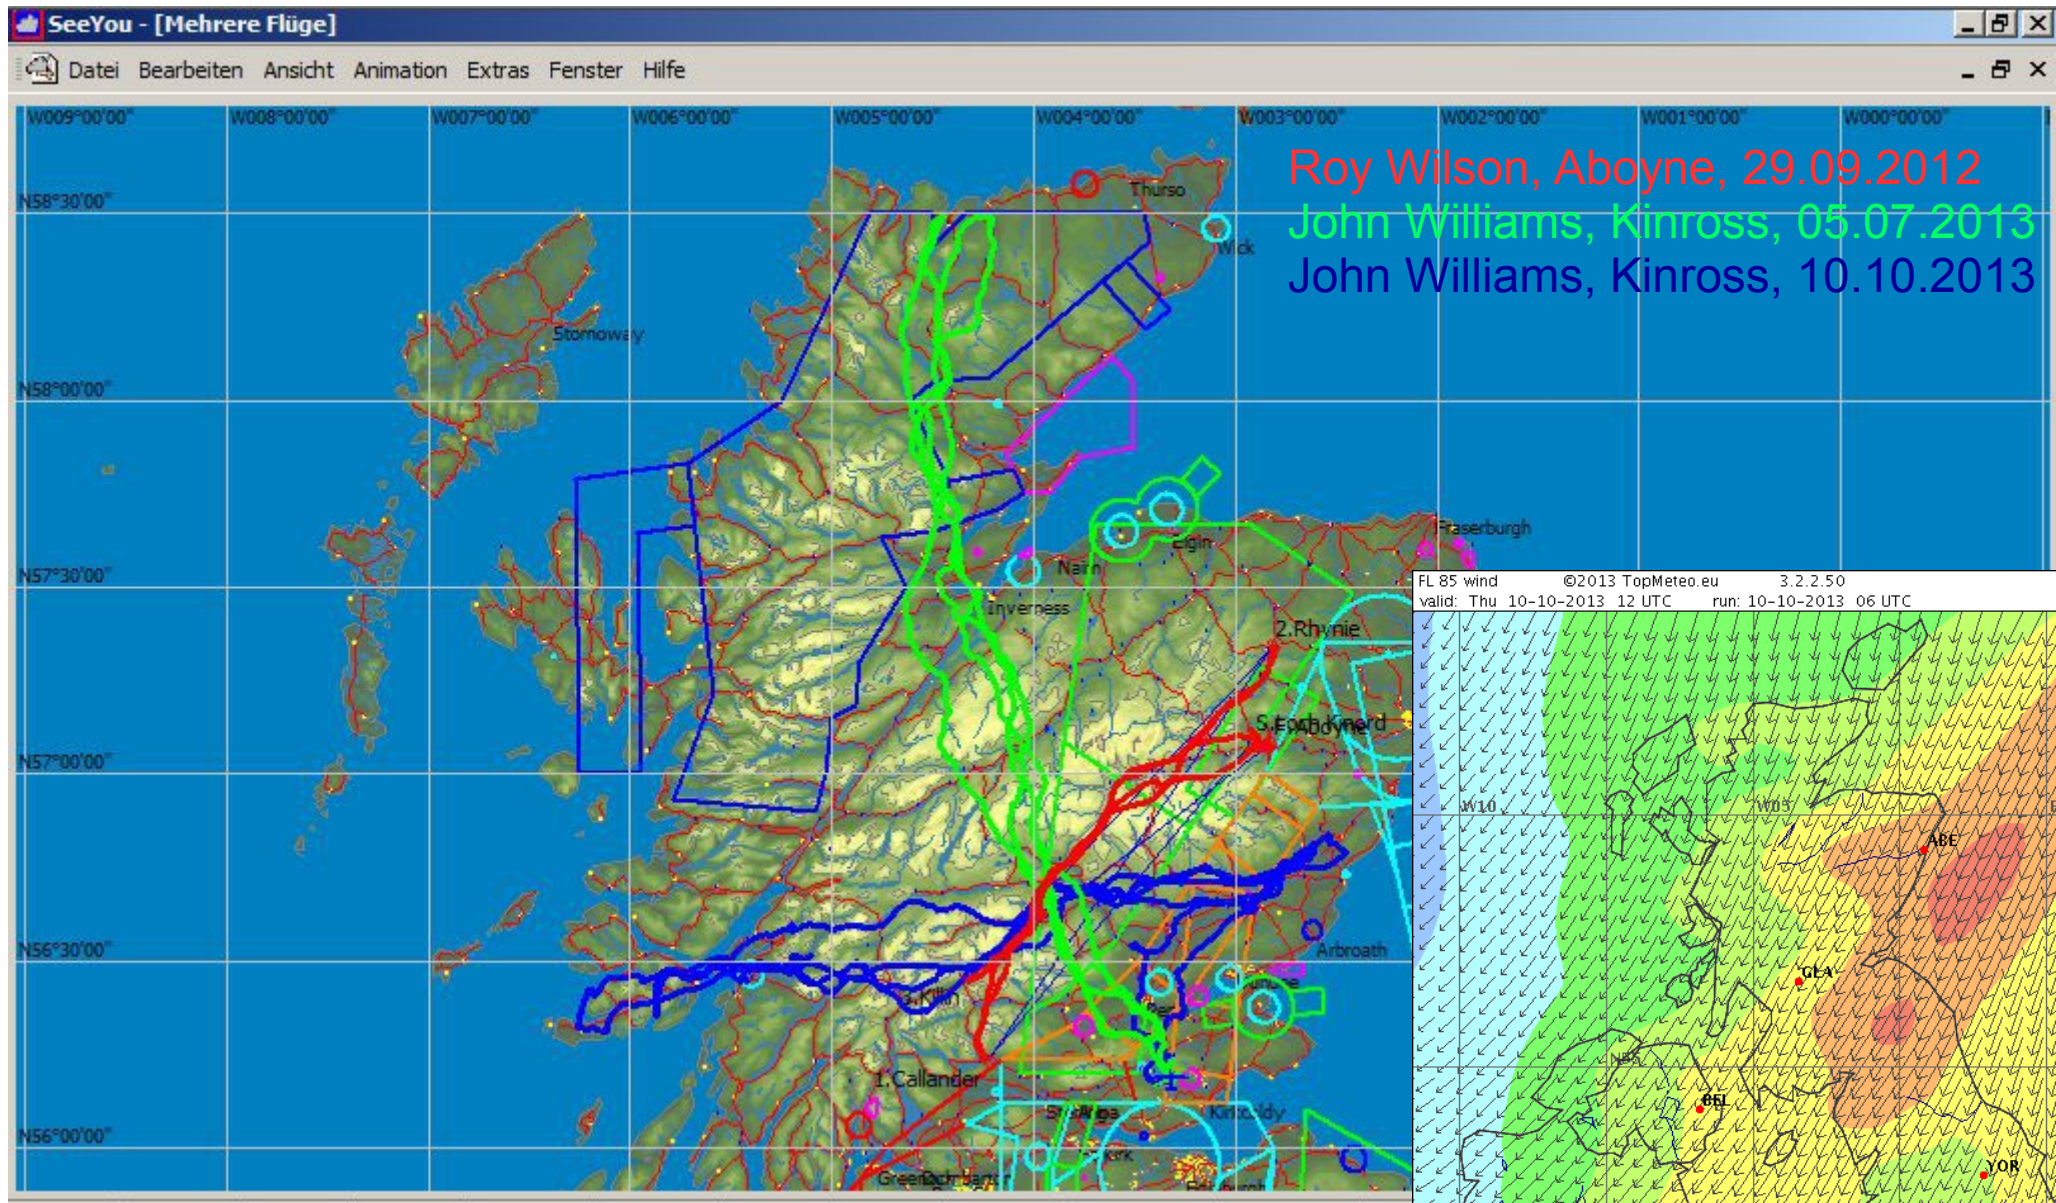 SeeYou - [Mehrere Flüge]
Datei Bearbeiten Ansicht Animation Extras Fenster Hilfe
W009°00'00" W008°00'00" W007°00'00" W006°00'00" W005°00'00" W004°00'00" W003°00'00" W002°00'00" W001°00'00" W000°00'00"
Roy Wilson, Aboyne, 29.09.2012
Thurso
N58°30'00"
John Williams, Kinross, 05.07.2013
Wick
John Williams, Kinross, 10.10.2013
Stornoway
N58°00'00"
Fraserburgh
Elgin
Nairn
N57°30'00"
FL 85 wind ©2013 TopMeteo.eu 3.2.2.50
valid: Thu 10-10-2013 12 UTC run: 10-10-2013 06 UTC
Inverness
2.Rhynie
S.Loch Kinord
Aboyne
N57°00'00"
W10 W05
ABE
N56°30'00"
Arbroath
GLA
3.Killin
N55
1.Callander
BEL
Kirkcaldy
N56°00'00"
YOR
Edinburgh